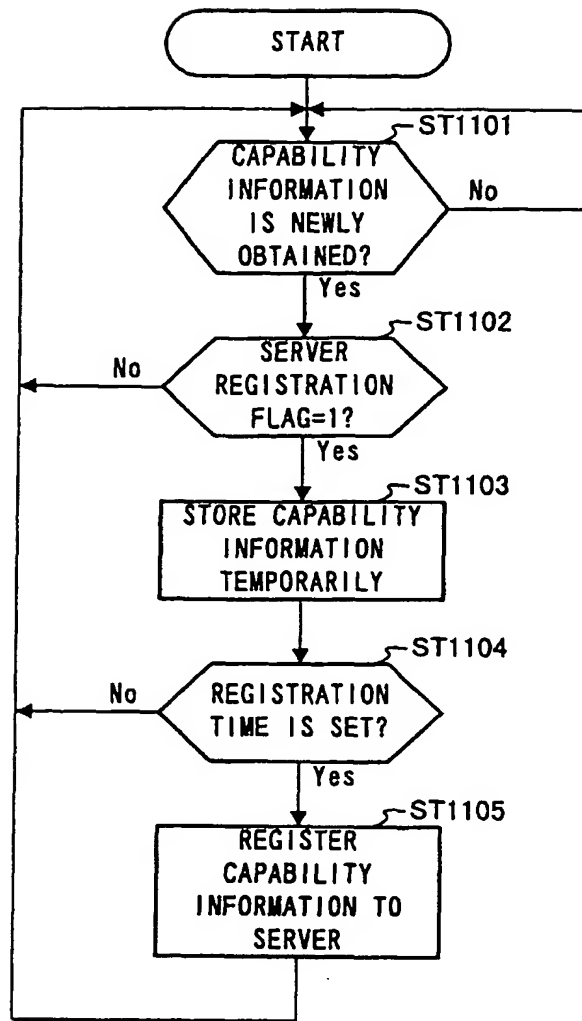 START
ST1101
CAPABILITY
INFORMATION
IS NEWLY
OBTAINED?
No
Yes
ST1102
SERVER
REGISTRATION
FLAG=1?
No
Yes
ST1103
STORE CAPABILITY
INFORMATION
TEMPORARILY
ST1104
REGISTRATION
TIME IS SET?
No
Yes
ST1105
REGISTER
CAPABILITY
INFORMATION TO
SERVER